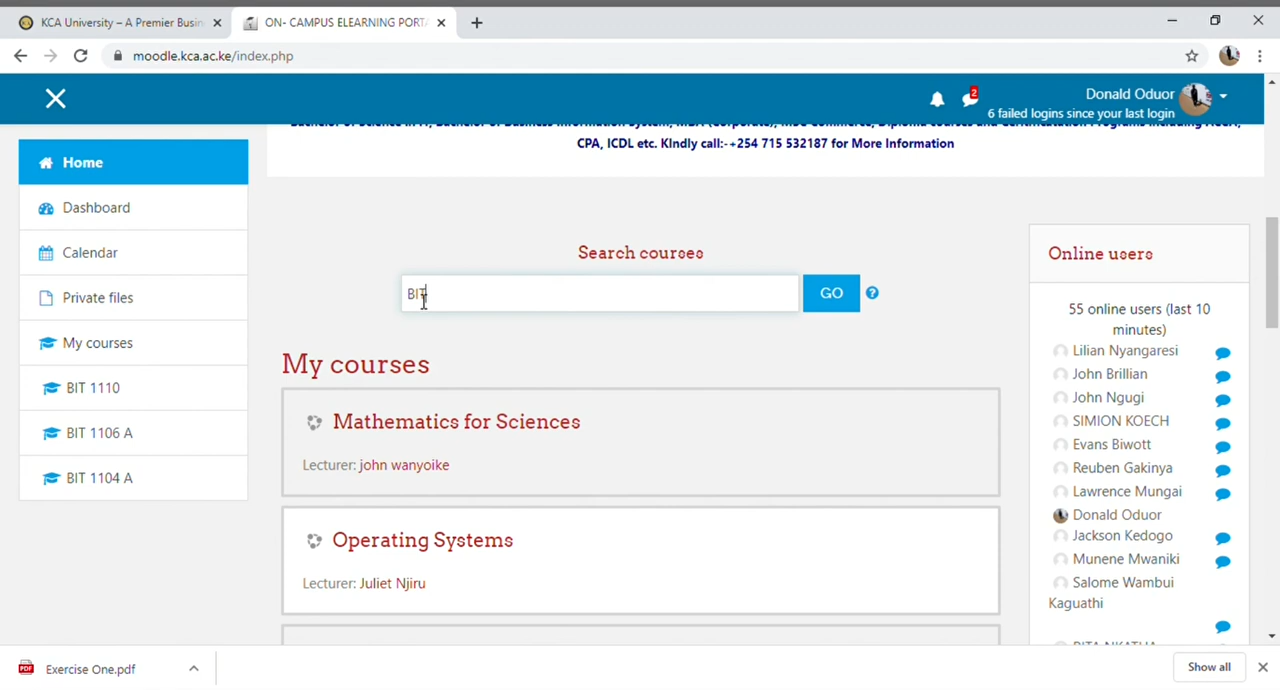 KCA University – A Premier Busin
ON- CAMPUS ELEARNING PORTA
moodle.kca.ac.ke/index.php
Donald Oduor
2
6 failed logins since your last login
CPA, ICDL etc. KIndly call:-+254 715 532187 for More Information
Home
Dashboard
Calendar
Private files
My courses
BIT 1110
BIT 1106 A
BIT 1104 A
Search courses
BIT
GO
?
My courses
Mathematics for Sciences
Lecturer: john wanyoike
Operating Systems
Lecturer: Juliet Njiru
Online users
55 online users (last 10
minutes)
Lilian Nyangaresi
John Brillian
John Ngugi
SIMION KOECH
Evans Biwott
Reuben Gakinya
Lawrence Mungai
Donald Oduor
Jackson Kedogo
Munene Mwaniki
Salome Wambui
Kaguathi
PDF
Exercise One.pdf
Show all